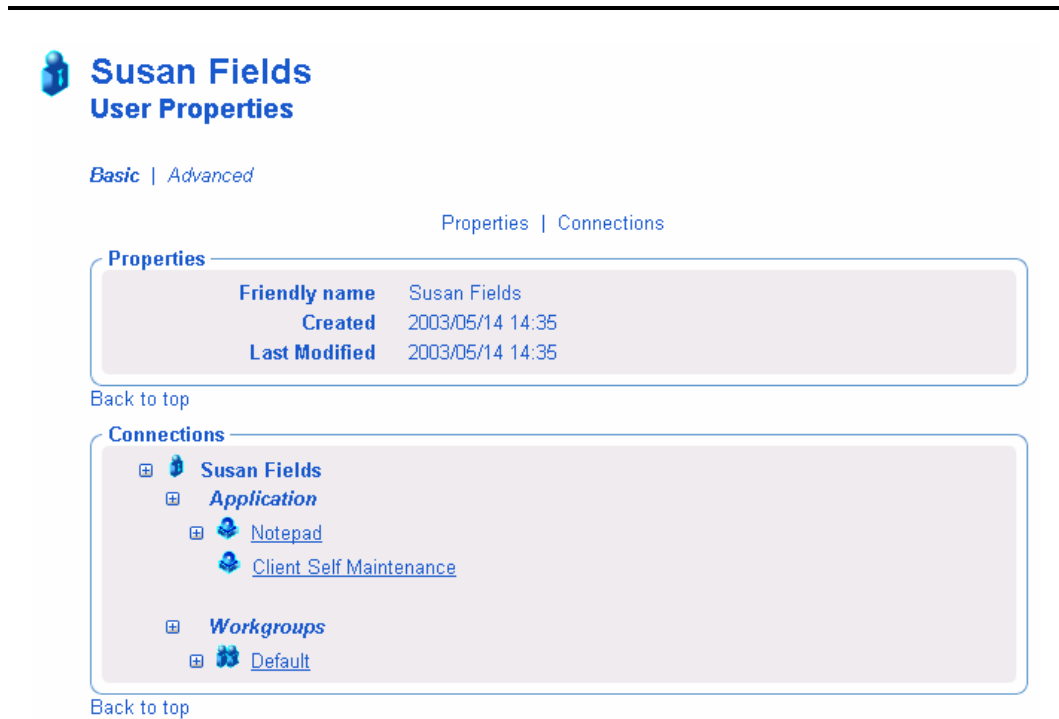 Susan Fields
User Properties
Basic | Advanced
Properties | Connections
Properties
Friendly name Susan Fields
Created 2003/05/14 14:35
Last Modified 2003/05/14 14:35
Back to top
Connections
Susan Fields
Application
Notepad
Client Self Maintenance
Workgroups
Default
Back to top